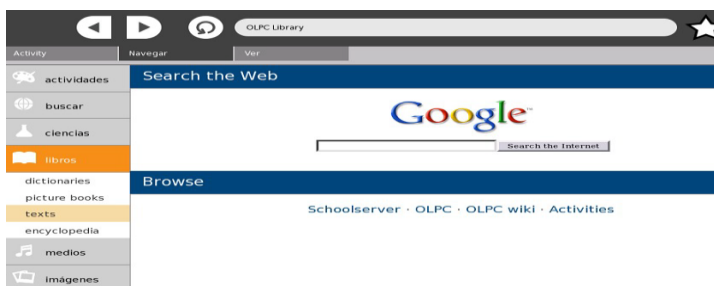 OLPC Library
Activity Navegar Ver
actividades
buscar
ciencias
libros
dictionaries
picture books
texts
encyclopedia
medios
imágenes
Search the Web
Google™
Search the Internet
Browse
Schoolserver · OLPC · OLPC wiki · Activities